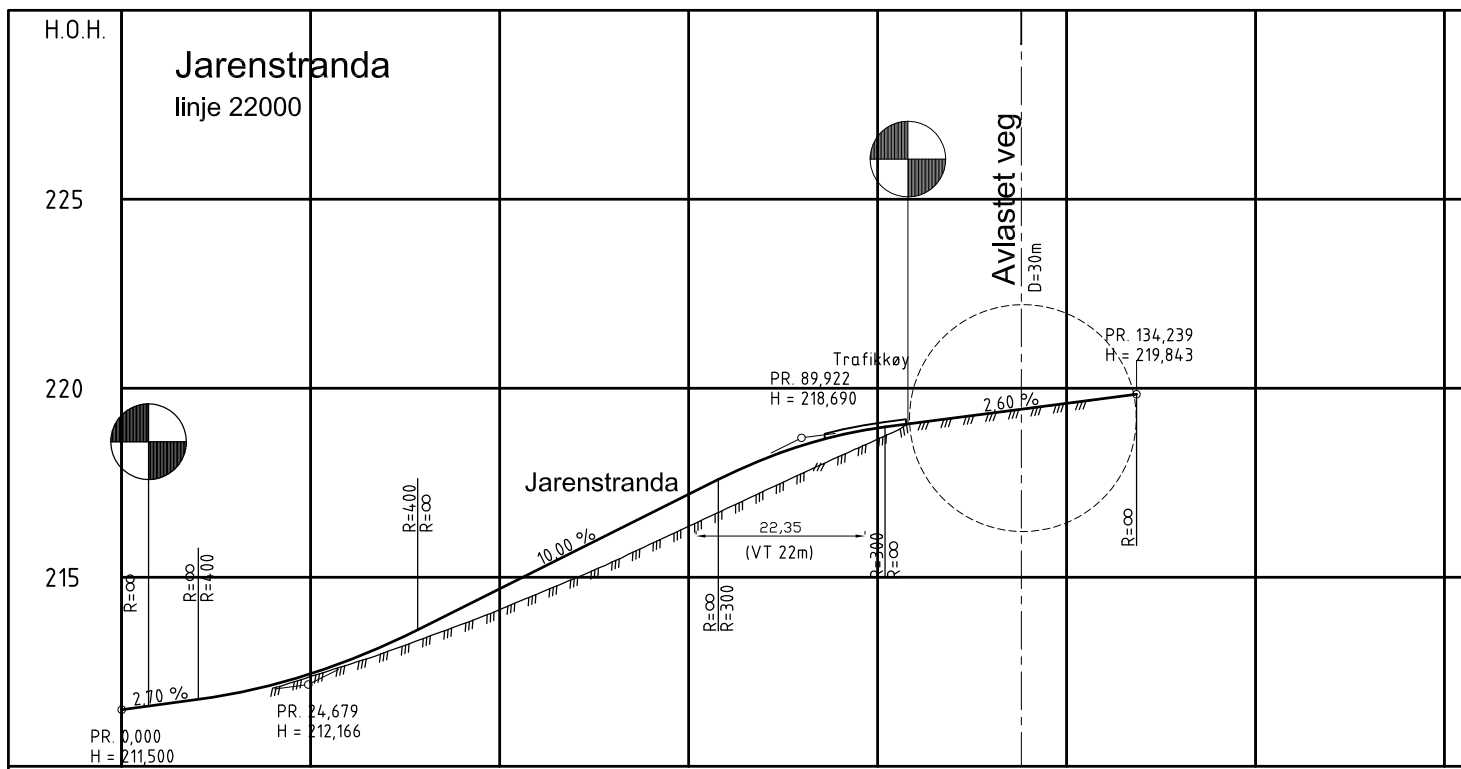 H.O.H.
Jarenstranda
linje 22000
225
220
215
Avlastet veg
D=30m
PR. 134,239
H = 219,843
Trafikkøy
PR. 89,922
H = 218,690
2,60 %
Jarenstranda
22,35
(VT 22m)
10,00 %
R=400
R=∞
R=∞
R=∞
R=400
R=∞
R=300
R=300
R=∞
R=∞
2,70 %
PR. 24,679
H = 212,166
PR. 0,000
H = 211,500